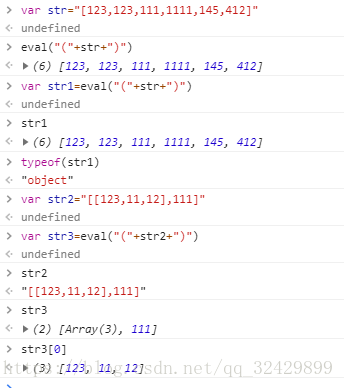 > var str="[123,123,111,1111,145,412]"
< undefined
> eval("("+str+")")
< ▸ (6) [123, 123, 111, 1111, 145, 412]
> var str1=eval("("+str+")")
< undefined
> str1
< ▸ (6) [123, 123, 111, 1111, 145, 412]
> typeof(str1)
< "object"
> var str2="[[123,11,12],111]"
< undefined
> var str3=eval("("+str2+")")
< undefined
> str2
< "[[123,11,12],111]"
> str3
< ▸ (2) [Array(3), 111]
> str3[0]
< ▸ (3) [123, 11, 12]
https://blog.csdn.net/qq_32429899